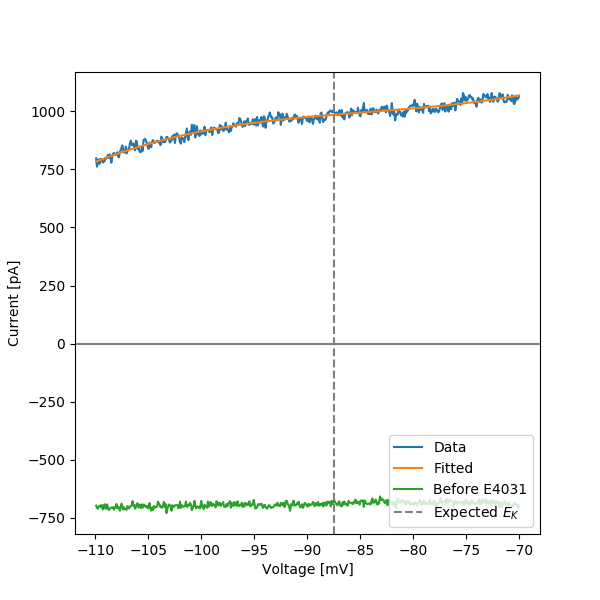 1000
750
500
250
0
−250
−500
−750
Current [pA]
Data
Fitted
Before E4031
Expected E_K
−110
−105
−100
−95
−90
−85
−80
−75
−70
Voltage [mV]